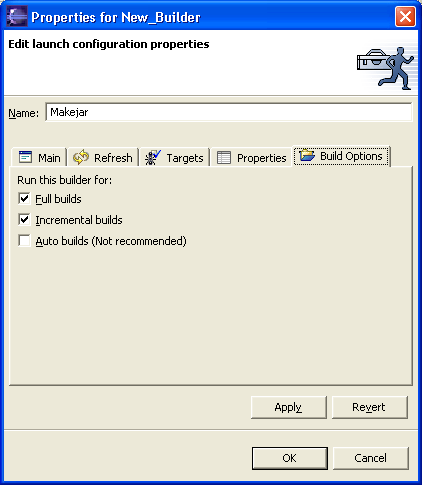 Properties for New_Builder
Edit launch configuration properties
Name: Makejar
Main Refresh Targets Properties Build Options
Run this builder for:
Full builds
Incremental builds
Auto builds (Not recommended)
Apply Revert
OK Cancel